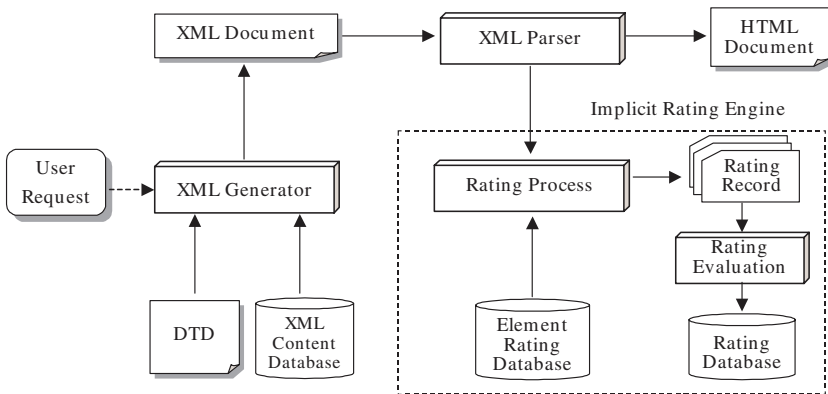 XML Document
XML Parser
HTML
Document
Implicit Rating Engine
User
Request
XML Generator
Rating Process
Rating
Record
Rating
Evaluation
DTD
XML
Content
Database
Element
Rating
Database
Rating
Database